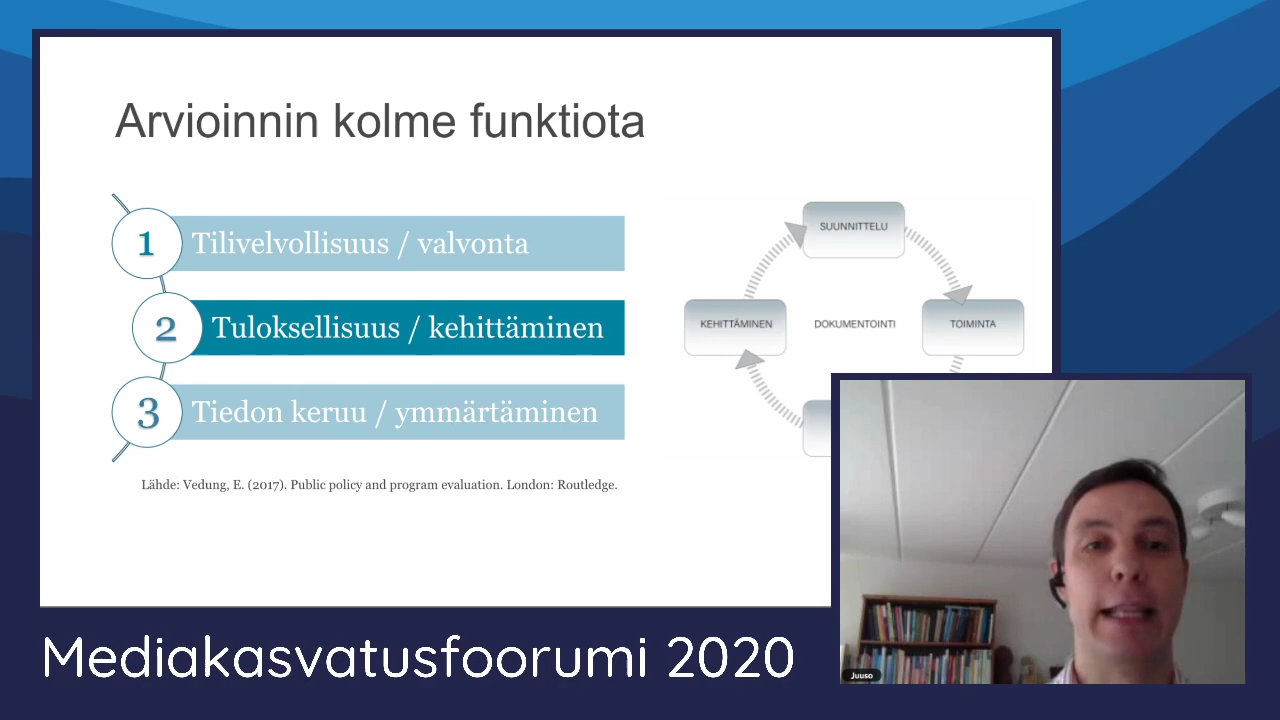 Arvioinnin kolme funktiota
1 Tilivelvollisuus / valvonta
2 Tuloksellisuus / kehittäminen
3 Tiedon keruu / ymmärtäminen
Lähde: Vedung, E. (2017). Public policy and program evaluation. London: Routledge.
SUUNNITTELU
KEHITTÄMINEN
DOKUMENTOINTI
TOIMINTA
Mediakasvatusfoorumi 2020
Juuso